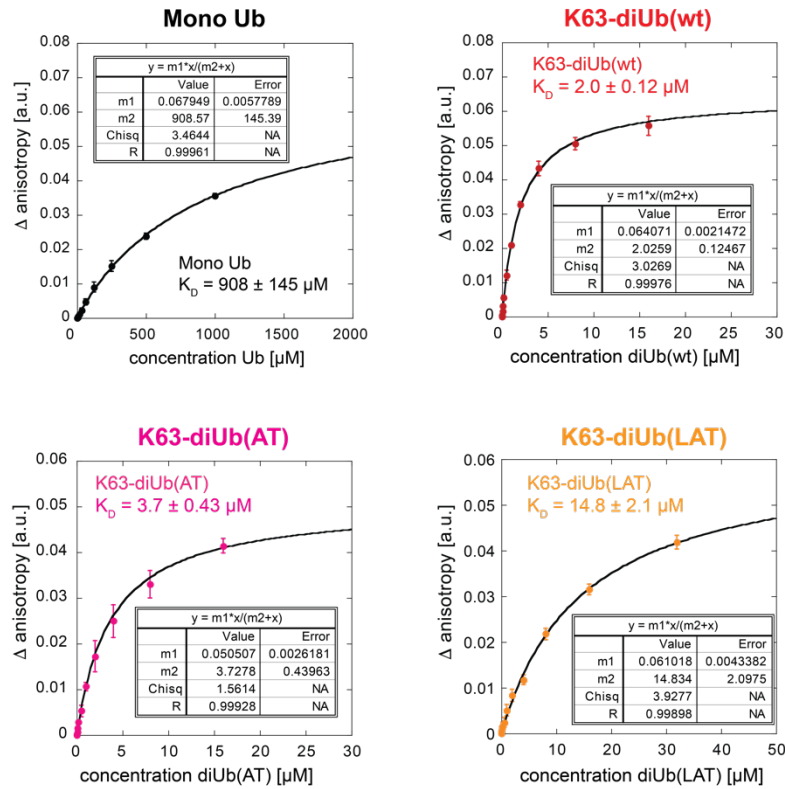 Mono Ub
Δ anisotropy [a.u.]
0.08
0.07
0.06
0.05
0.04
0.03
0.02
0.01
0
y = m1*x/(m2+x)
Value Error
m1 0.067949 0.0057789
m2 908.57 145.39
Chisq 3.4644 NA
R 0.99961 NA
Mono Ub
K_D = 908 ± 145 µM
0 500 1000 1500 2000
concentration Ub [µM]
K63-diUb(wt)
Δ anisotropy [a.u.]
0.08
0.07
0.06
0.05
0.04
0.03
0.02
0.01
0
K63-diUb(wt)
K_D = 2.0 ± 0.12 µM
y = m1*x/(m2+x)
Value Error
m1 0.064071 0.0021472
m2 2.0259 0.12467
Chisq 3.0269 NA
R 0.99976 NA
0 5 10 15 20 25 30
concentration diUb(wt) [µM]
K63-diUb(AT)
Δ anisotropy [a.u.]
0.06
0.05
0.04
0.03
0.02
0.01
0
K63-diUb(AT)
K_D = 3.7 ± 0.43 µM
y = m1*x/(m2+x)
Value Error
m1 0.050507 0.0026181
m2 3.7278 0.43963
Chisq 1.5614 NA
R 0.99928 NA
0 5 10 15 20 25 30
concentration diUb(AT) [µM]
K63-diUb(LAT)
Δ anisotropy [a.u.]
0.06
0.05
0.04
0.03
0.02
0.01
0
K63-diUb(LAT)
K_D = 14.8 ± 2.1 µM
y = m1*x/(m2+x)
Value Error
m1 0.061018 0.0043382
m2 14.834 2.0975
Chisq 3.9277 NA
R 0.99898 NA
0 10 20 30 40 50
concentration diUb(LAT) [µM]